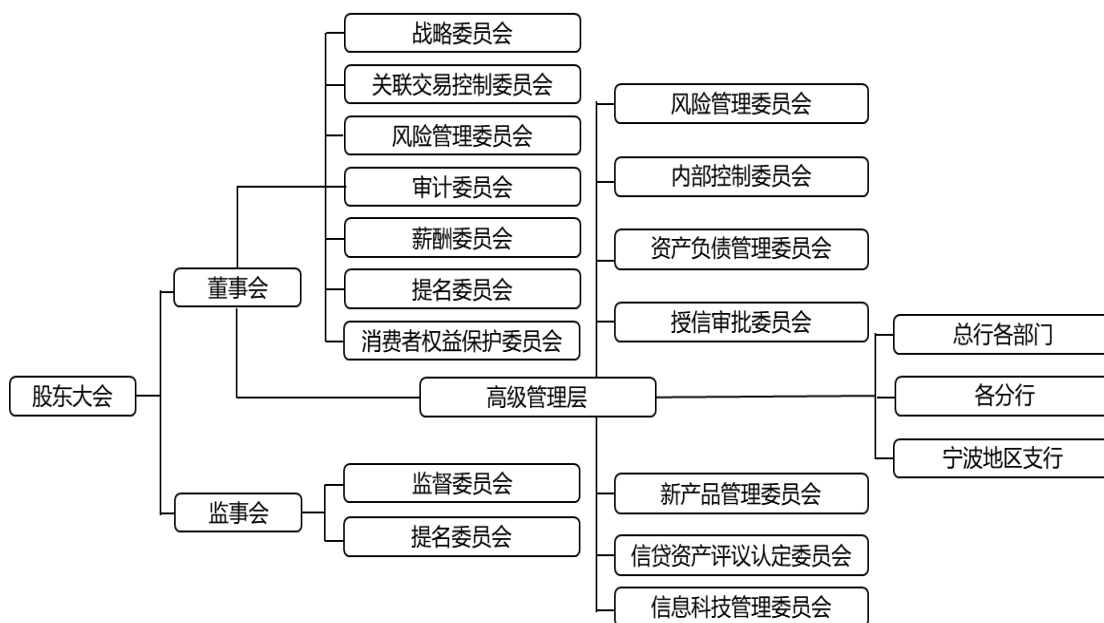 战略委员会
关联交易控制委员会
风险管理委员会
审计委员会
薪酬委员会
提名委员会
消费者权益保护委员会
董事会
股东大会
监事会
监督委员会
提名委员会
高级管理层
风险管理委员会
内部控制委员会
资产负债管理委员会
授信审批委员会
新产品管理委员会
信贷资产评议认定委员会
信息科技管理委员会
总行各部门
各分行
宁波地区支行